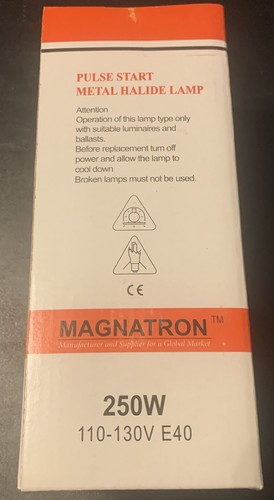 PULSE START
METAL HALIDE LAMP
Attention
Operation of this lamp type only
with suitable luminaires and
ballasts.
Before replacement turn off
power and allow the lamp to
cool down
Broken lamps must not be used.
CE
MAGNATRON™
Manufacturer and Supplier for a Global Market
250W
110-130V E40